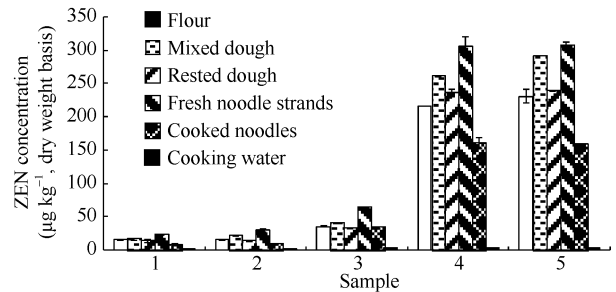 ZEN concentration
(µg kg⁻¹, dry weight basis)
350
300
250
200
150
100
50
0
Flour
Mixed dough
Rested dough
Fresh noodle strands
Cooked noodles
Cooking water
1 2 3 4 5
Sample